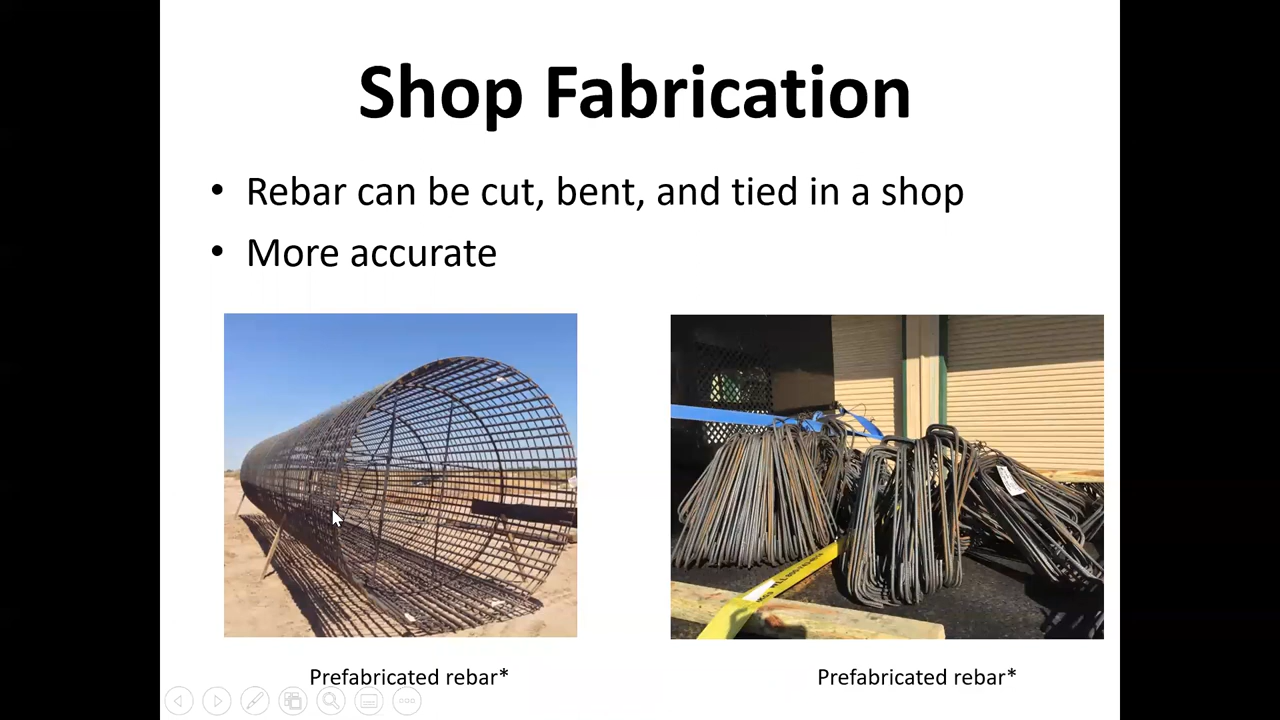 Shop Fabrication
• Rebar can be cut, bent, and tied in a shop
• More accurate
Prefabricated rebar*
Prefabricated rebar*